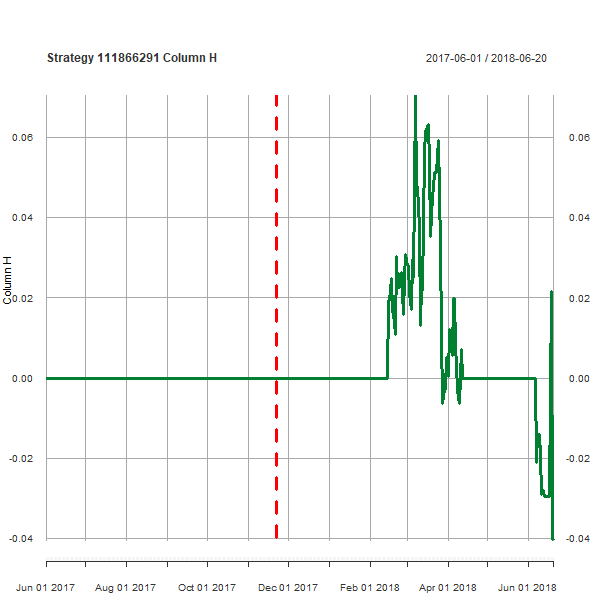 Strategy 111866291 Column H
2017-06-01 / 2018-06-20
0.06 0.06
0.04 0.04
0.02 0.02
0.00 0.00
-0.02 -0.02
-0.04 -0.04
Column H
Jun 01 2017 Aug 01 2017 Oct 01 2017 Dec 01 2017 Feb 01 2018 Apr 01 2018 Jun 01 2018